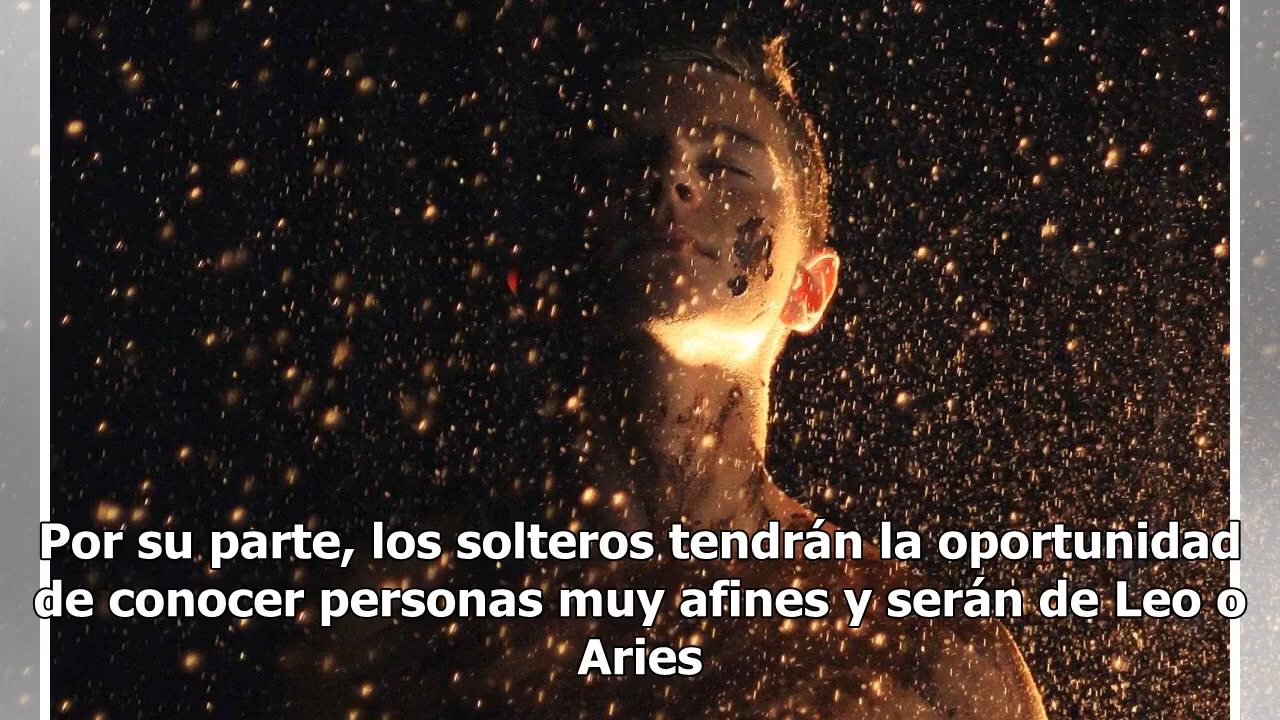 Por su parte, los solteros tendrán la oportunidad
de conocer personas muy afines y serán de Leo o
Aries